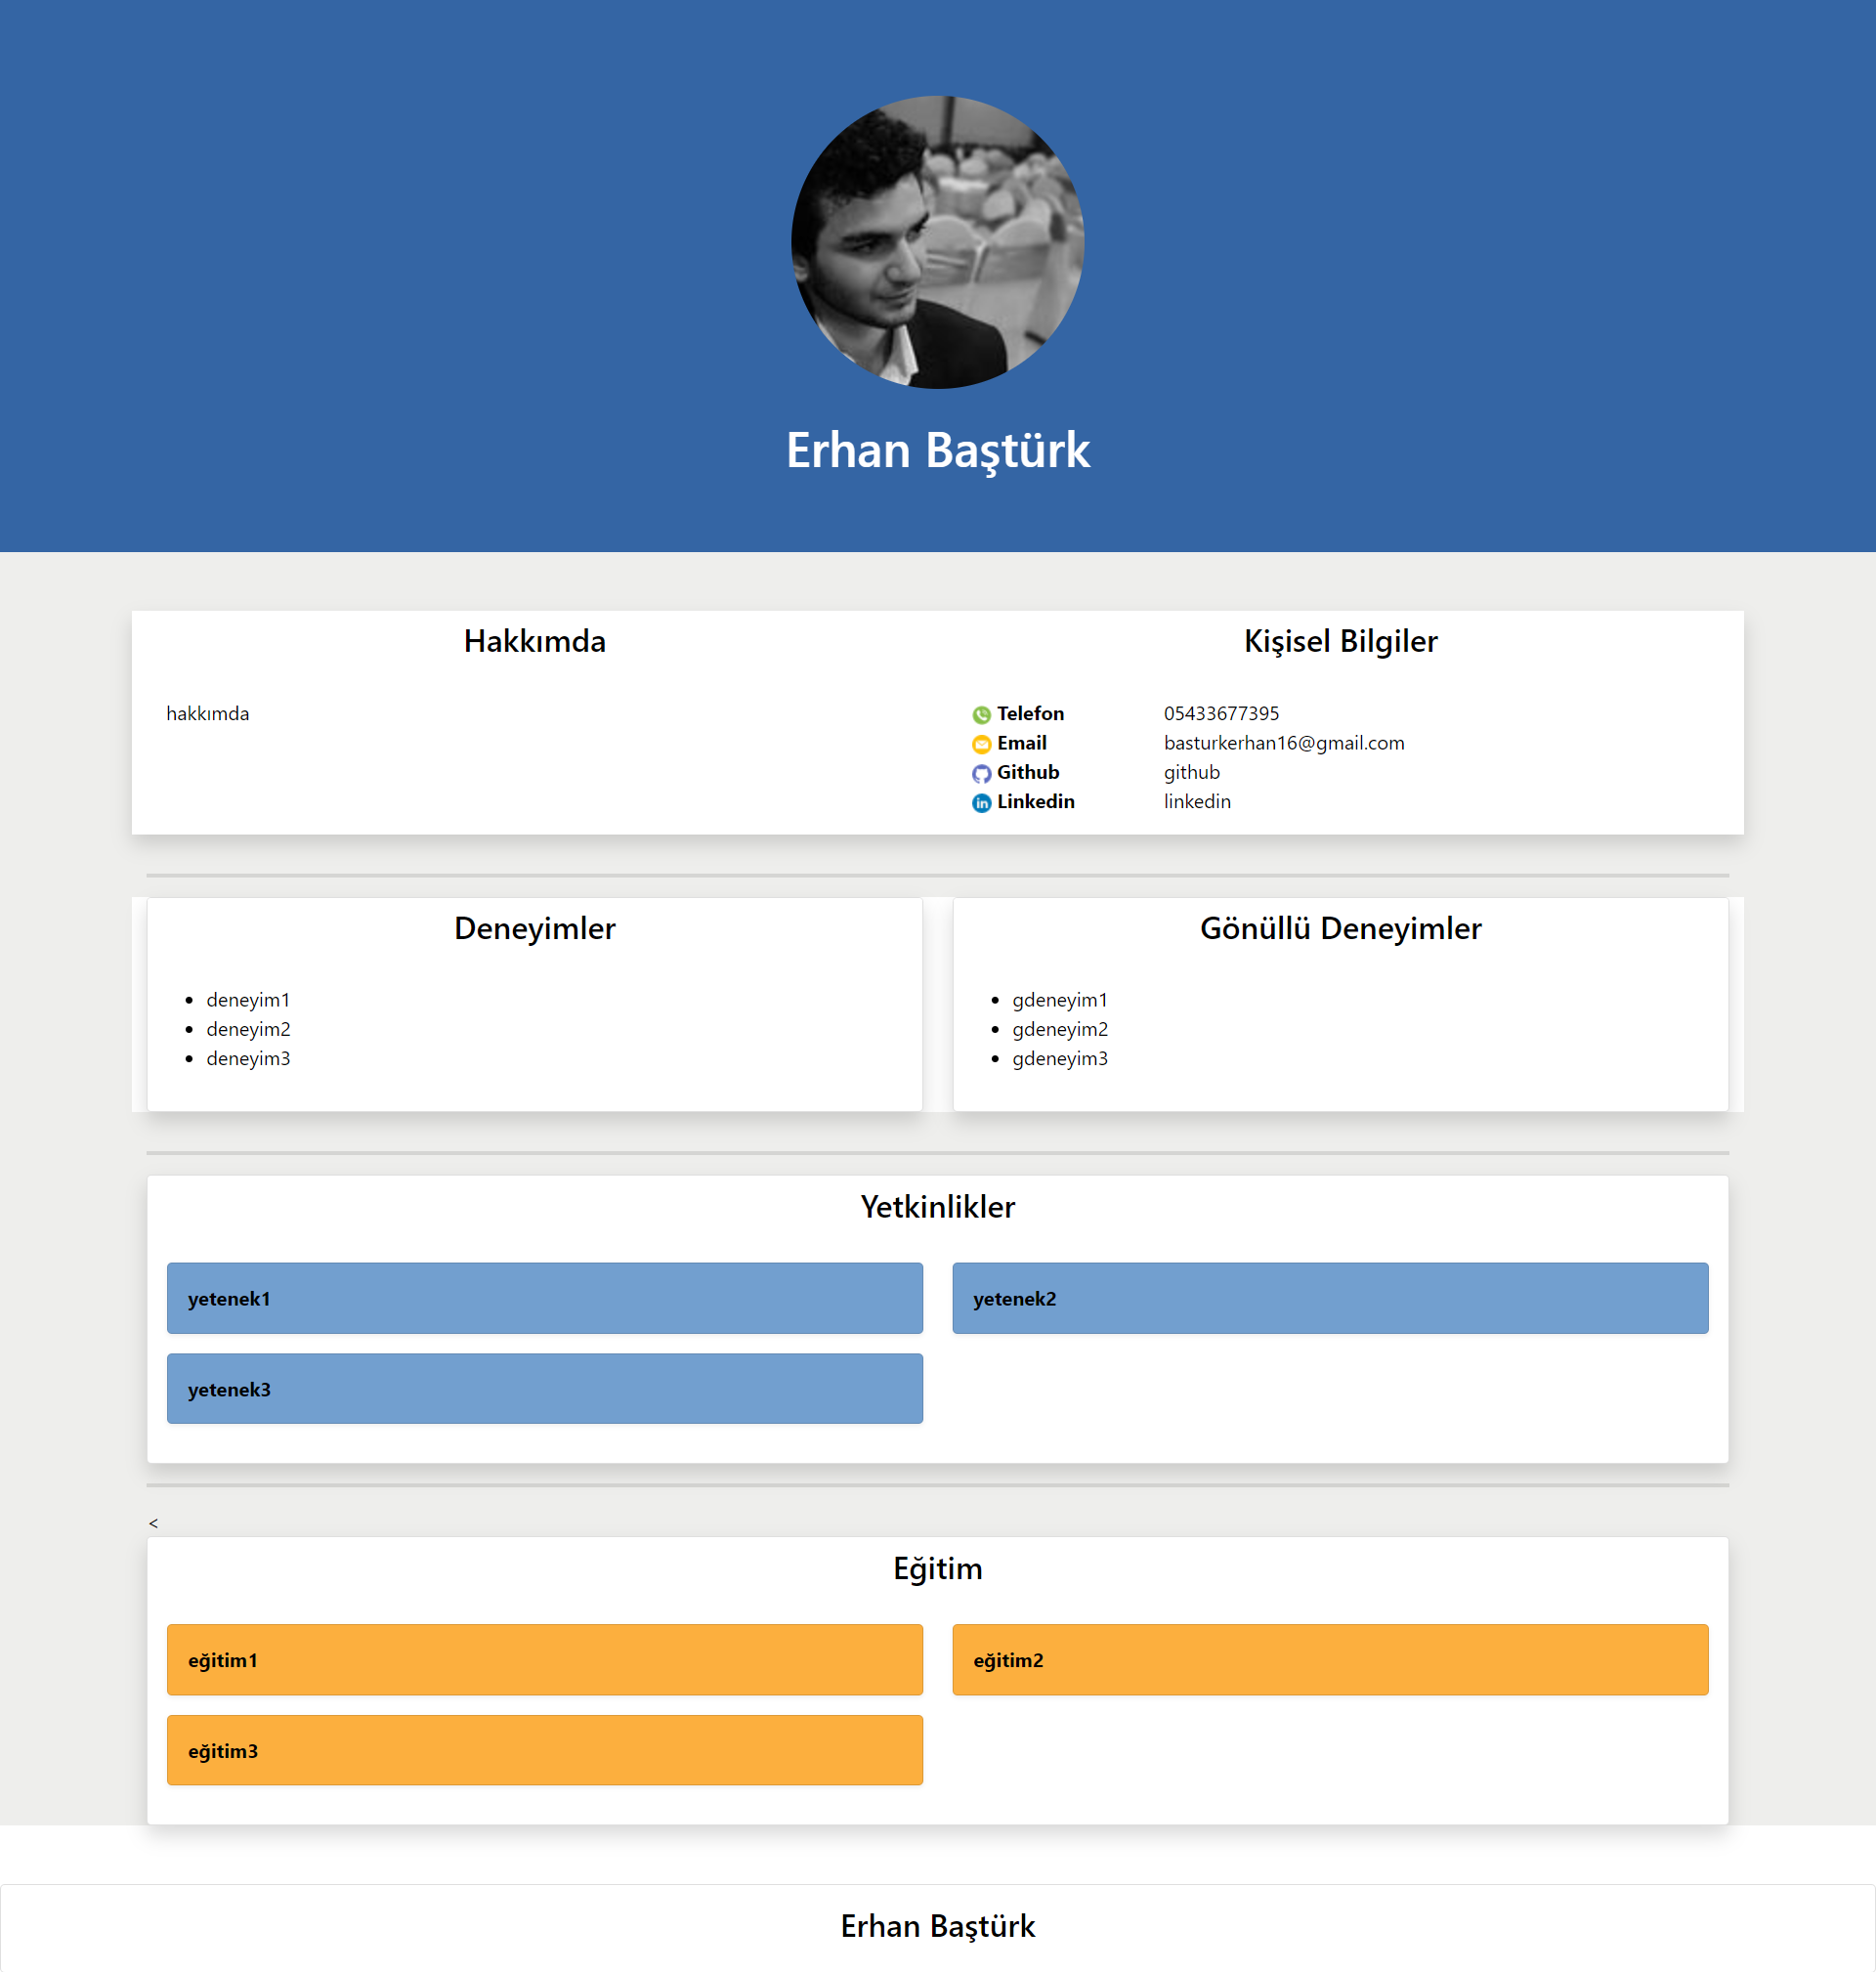 Erhan Baştürk
Hakkımda
hakkımda
Kişisel Bilgiler
Telefon 05433677395
Email basturkerhan16@gmail.com
Github github
Linkedin linkedin
Deneyimler
deneyim1
deneyim2
deneyim3
Gönüllü Deneyimler
gdeneyim1
gdeneyim2
gdeneyim3
Yetkinlikler
yetenek1
yetenek2
yetenek3
<
Eğitim
eğitim1
eğitim2
eğitim3
Erhan Baştürk